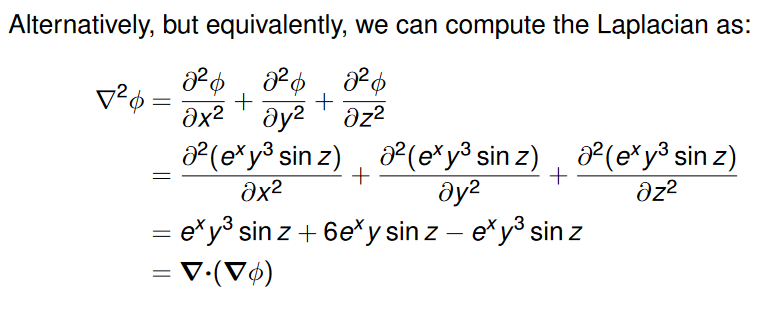 Alternatively, but equivalently, we can compute the Laplacian as:
∇²ϕ = ∂²ϕ/∂x² + ∂²ϕ/∂y² + ∂²ϕ/∂z²
= ∂²(eˣy³ sin z)/∂x² + ∂²(eˣy³ sin z)/∂y² + ∂²(eˣy³ sin z)/∂z²
= eˣy³ sin z + 6eˣy sin z − eˣy³ sin z
= ∇·(∇ϕ)